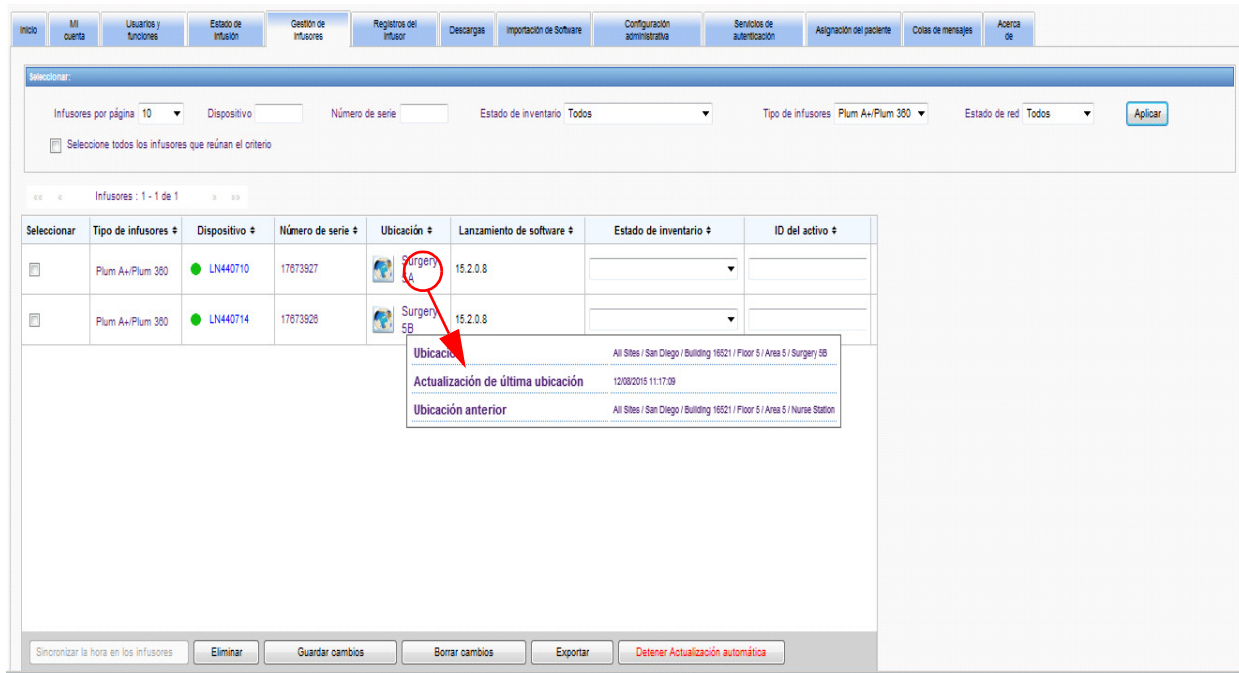 Inicio
Mi cuenta
Usuarios y funciones
Estado de Infusión
Gestión de Infusores
Registros del Infusor
Descargas
Importación de Software
Configuración administrativa
Servicios de autenticación
Asignación del paciente
Colas de mensajes
Acerca de
Seleccionar:
Infusores por página 10 Dispositivo Número de serie Estado de inventario Todos Tipo de infusores Plum A+/Plum 360 Estado de red Todos Aplicar
Seleccione todos los infusores que reúnan el criterio
«« « Infusores : 1 - 1 de 1 » »»
Seleccionar Tipo de infusores Dispositivo Número de serie Ubicación Lanzamiento de software Estado de inventario ID del activo
Plum A+/Plum 360 LN440710 17673927 Surgery 5A 15.2.0.8
Plum A+/Plum 360 LN440714 17673926 Surgery 5B 15.2.0.8
Ubicación All Sites / San Diego / Building 16521 / Floor 5 / Area 5 / Surgery 5B
Actualización de última ubicación 12/08/2015 11:17:09
Ubicación anterior All Sites / San Diego / Building 16521 / Floor 5 / Area 5 / Nurse Station
Sincronizar la hora en los infusores Eliminar Guardar cambios Borrar cambios Exportar Detener Actualización automática